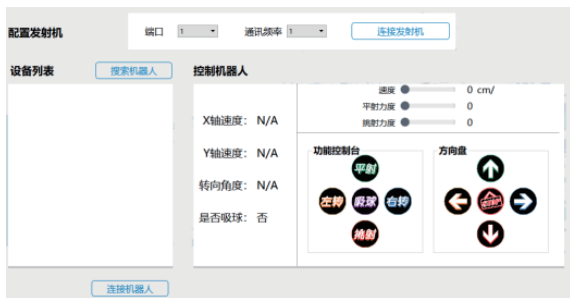 配置发射机
端口 1 通讯频率 1 连接发射机
设备列表 搜索机器人 控制机器人
速度 0 cm/
平射力度 0
挑射力度 0
X轴速度: N/A
Y轴速度: N/A
转向角度: N/A
是否吸球: 否
功能控制台 方向盘
平射
左转 吸球 右转
挑射
连接机器人